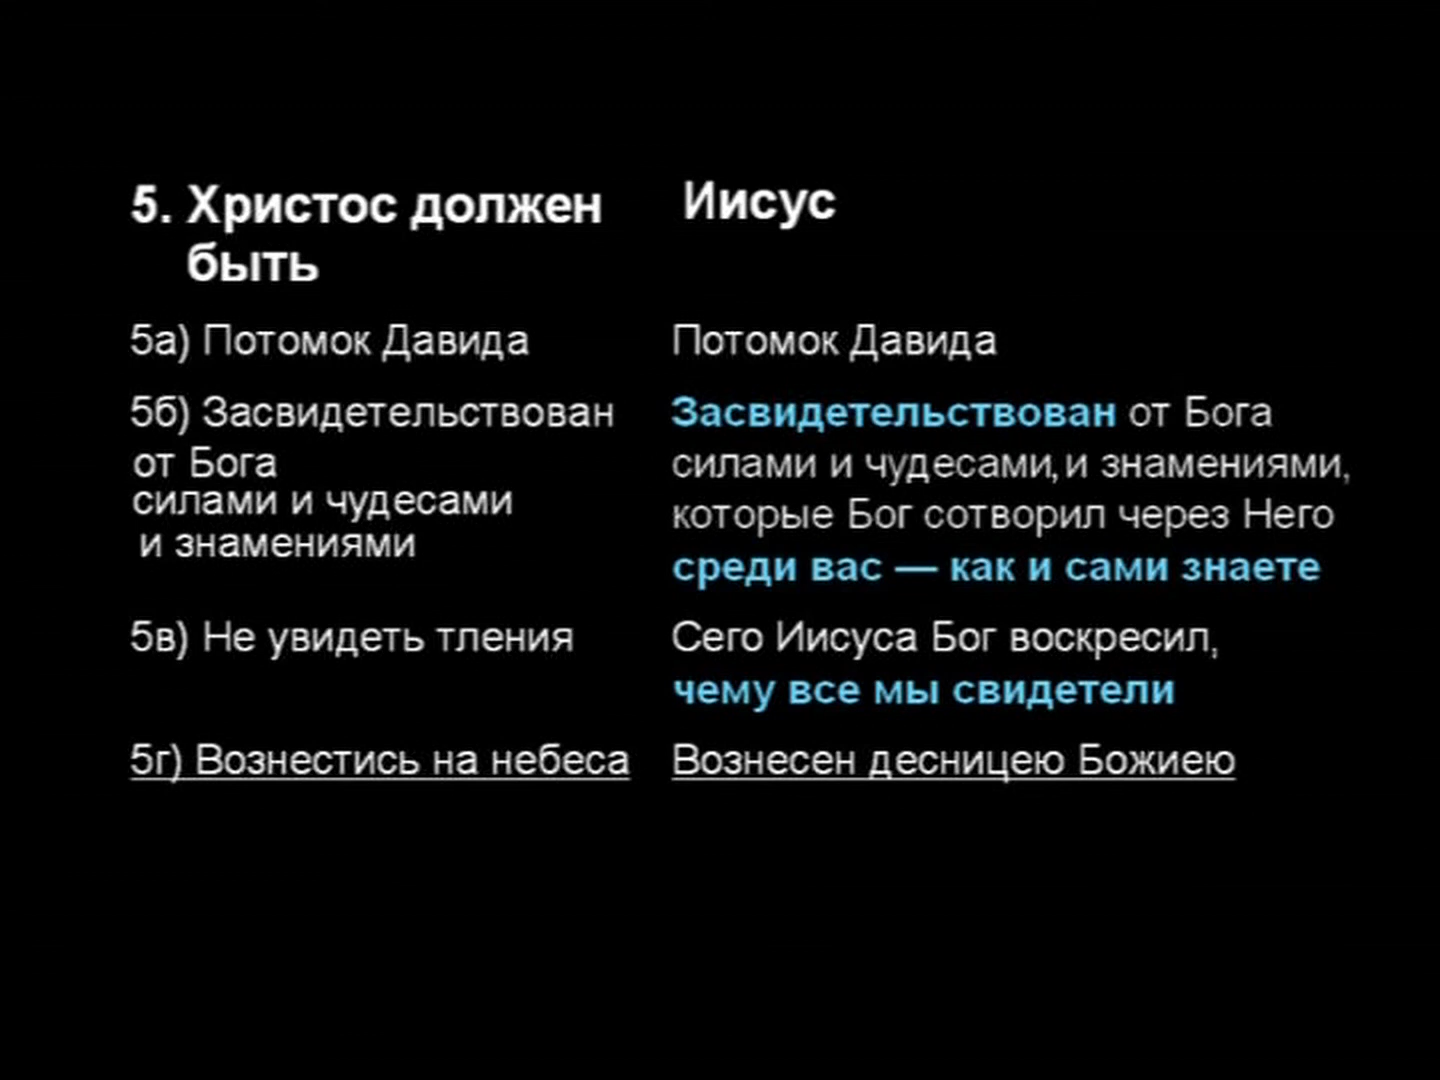 5. Христос должен
быть
Иисус
5а) Потомок Давида
Потомок Давида
5б) Засвидетельствован
от Бога
силами и чудесами
и знамениями
Засвидетельствован от Бога
силами и чудесами, и знамениями,
которые Бог сотворил через Него
среди вас — как и сами знаете
5в) Не увидеть тления
Сего Иисуса Бог воскресил,
чему все мы свидетели
5г) Вознестись на небеса
Вознесен десницею Божиею